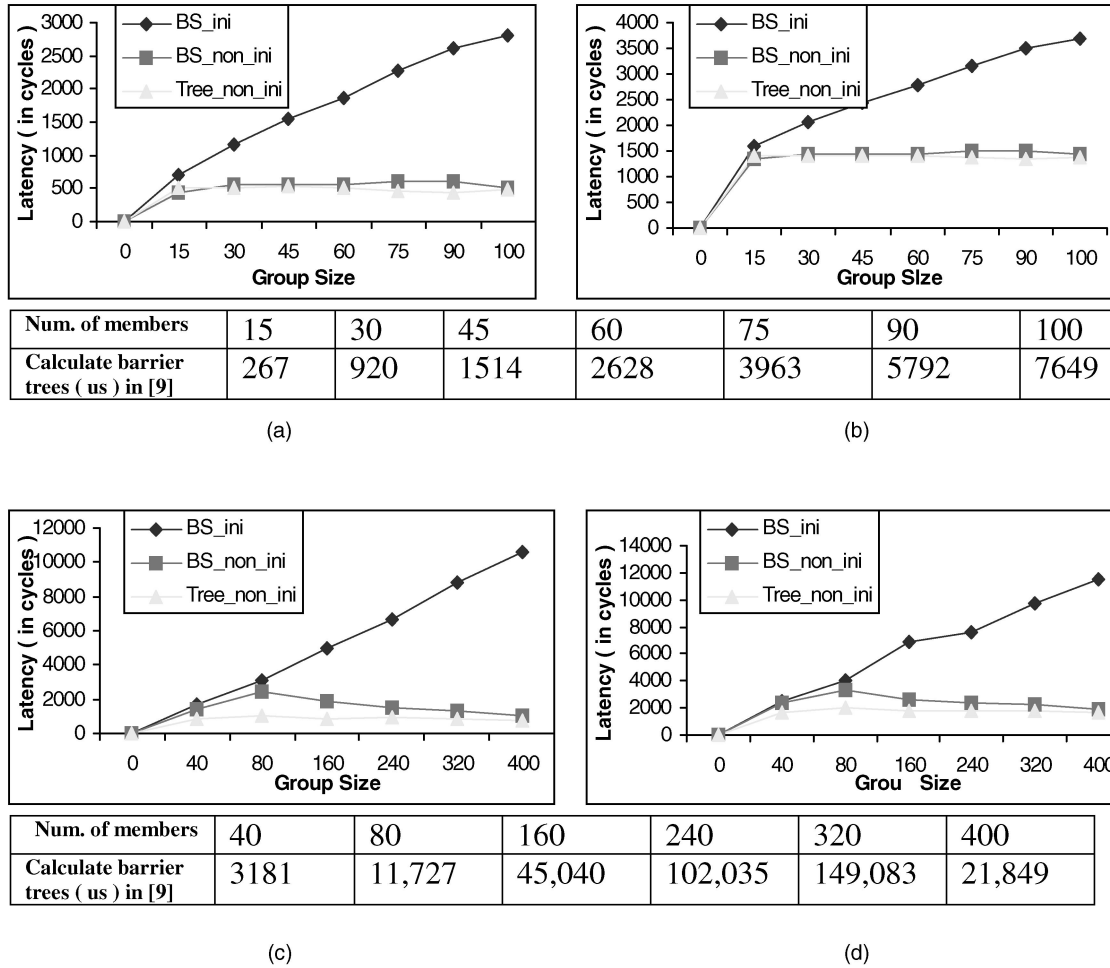 3000
2500
2000
1500
1000
500
0
Latency ( in cycles )
BS_ini
BS_non_ini
Tree_non_ini
0 15 30 45 60 75 90 100
Group Size
4000
3500
3000
2500
2000
1500
1000
500
0
Latency ( in cycles )
BS_ini
BS_non_ini
Tree_non_ini
0 15 30 45 60 75 90 100
Group SIze
Num. of members 15 30 45 60 75 90 100
Calculate barrier trees ( us ) in [9] 267 920 1514 2628 3963 5792 7649
(a)
(b)
12000
10000
8000
6000
4000
2000
0
Latency ( in cycles )
BS_ini
BS_non_ini
Tree_non_ini
0 40 80 160 240 320 400
Group Size
14000
12000
10000
8000
6000
4000
2000
0
Latency ( in cycles )
BS_ini
BS_non_ini
Tree_non_ini
0 40 80 160 240 320 400
Grou Size
Num. of members 40 80 160 240 320 400
Calculate barrier trees ( us ) in [9] 3181 11,727 45,040 102,035 149,083 21,849
(c)
(d)